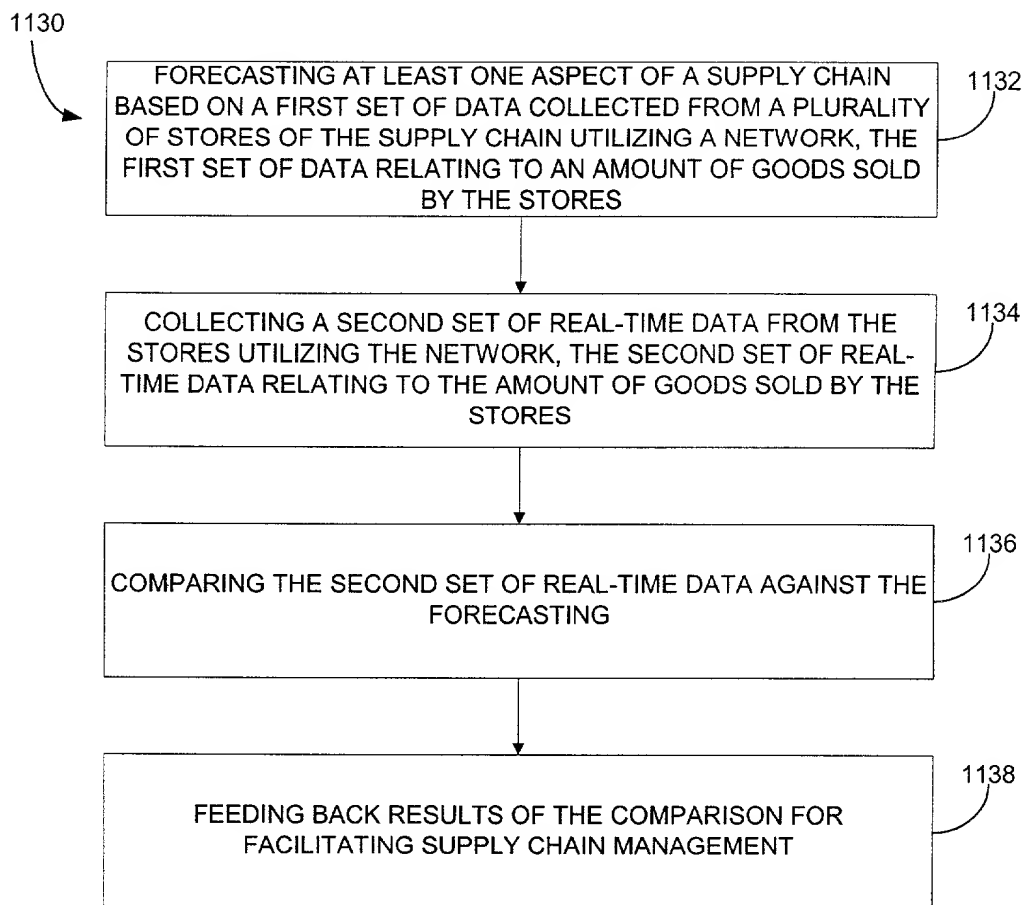 1130
FORECASTING AT LEAST ONE ASPECT OF A SUPPLY CHAIN
BASED ON A FIRST SET OF DATA COLLECTED FROM A PLURALITY
OF STORES OF THE SUPPLY CHAIN UTILIZING A NETWORK, THE
FIRST SET OF DATA RELATING TO AN AMOUNT OF GOODS SOLD
BY THE STORES
1132
COLLECTING A SECOND SET OF REAL-TIME DATA FROM THE
STORES UTILIZING THE NETWORK, THE SECOND SET OF REAL-
TIME DATA RELATING TO THE AMOUNT OF GOODS SOLD BY THE
STORES
1134
COMPARING THE SECOND SET OF REAL-TIME DATA AGAINST THE
FORECASTING
1136
FEEDING BACK RESULTS OF THE COMPARISON FOR
FACILITATING SUPPLY CHAIN MANAGEMENT
1138